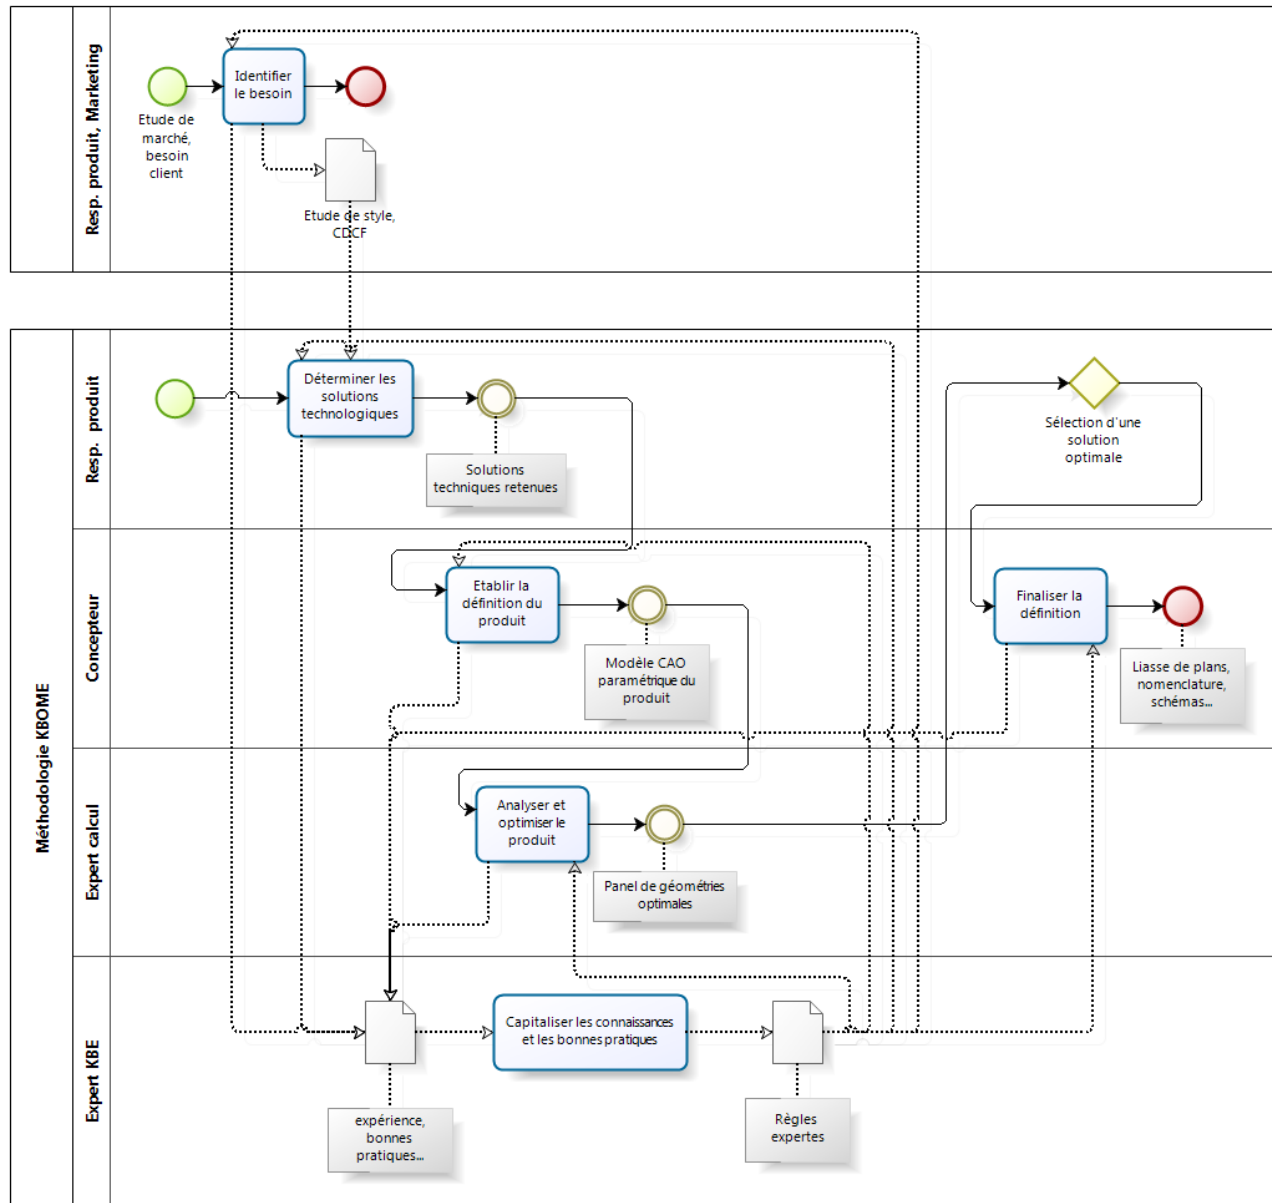 Resp. produit, Marketing
Identifier
le besoin
Etude de
marché,
besoin
client
Etude de style,
CDCF
Méthodologie KBOME
Resp. produit
Déterminer les
solutions
technologiques
Solutions
techniques retenues
Sélection d'une
solution
optimale
Concepteur
Etablir la
définition du
produit
Modèle CAO
paramétrique du
produit
Finaliser la
définition
Liasse de plans,
nomenclature,
schémas...
Expert calcul
Analyser et
optimiser le
produit
Panel de géométries
optimales
Expert KBE
Capitaliser les connaissances
et les bonnes pratiques
expérience,
bonnes
pratiques...
Règles
expertes